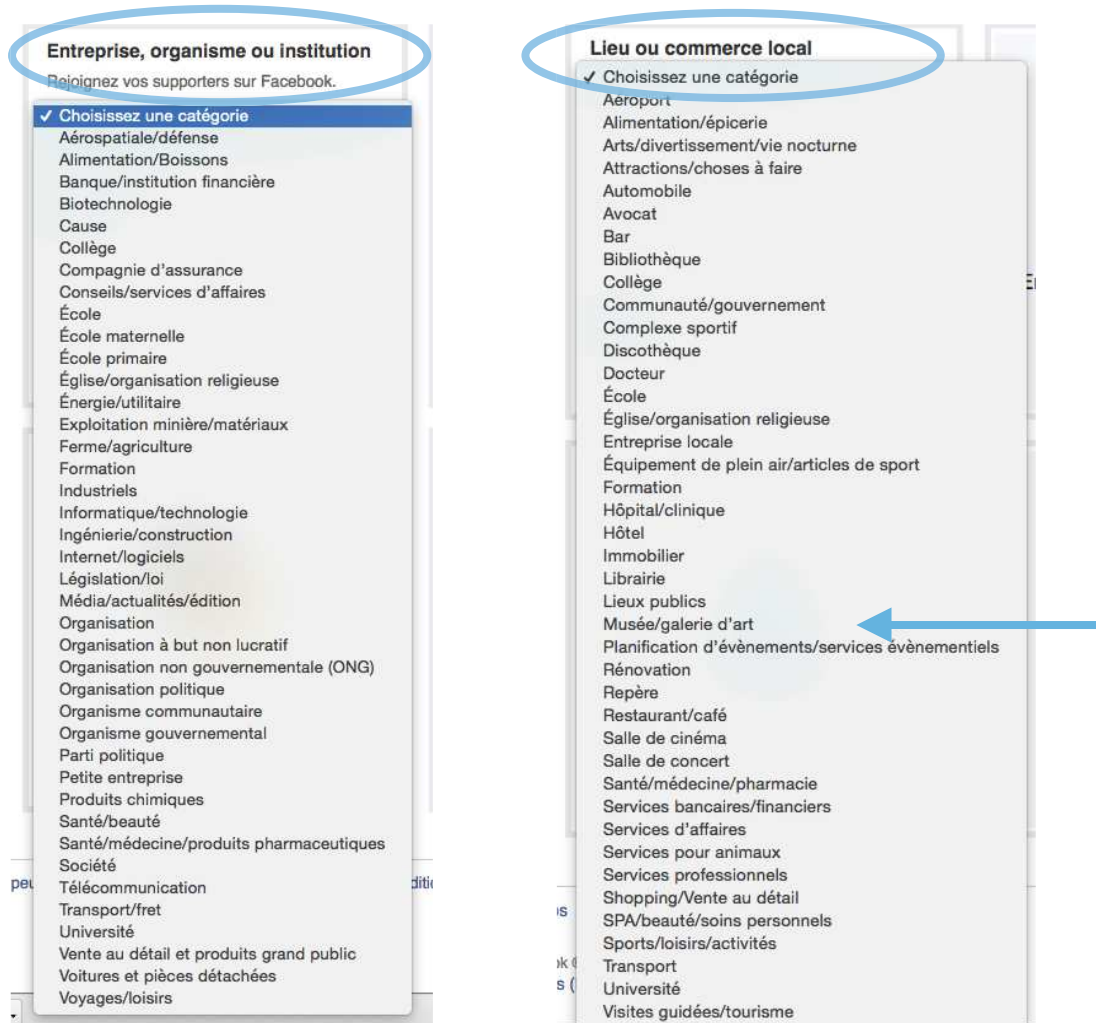 Entreprise, organisme ou institution
Rejoignez vos supporters sur Facebook.
✓ Choisissez une catégorie
Aérospatiale/défense
Alimentation/Boissons
Banque/institution financière
Biotechnologie
Cause
Collège
Compagnie d'assurance
Conseils/services d'affaires
École
École maternelle
École primaire
Église/organisation religieuse
Énergie/utilitaire
Exploitation minière/matériaux
Ferme/agriculture
Formation
Industriels
Informatique/technologie
Ingénierie/construction
Internet/logiciels
Législation/loi
Média/actualités/édition
Organisation
Organisation à but non lucratif
Organisation non gouvernementale (ONG)
Organisation politique
Organisme communautaire
Organisme gouvernemental
Parti politique
Petite entreprise
Produits chimiques
Santé/beauté
Santé/médecine/produits pharmaceutiques
Société
Télécommunication
Transport/fret
Université
Vente au détail et produits grand public
Voitures et pièces détachées
Voyages/loisirs
Lieu ou commerce local
✓ Choisissez une catégorie
Aéroport
Alimentation/épicerie
Arts/divertissement/vie nocturne
Attractions/choses à faire
Automobile
Avocat
Bar
Bibliothèque
Collège
Communauté/gouvernement
Complexe sportif
Discothèque
Docteur
École
Église/organisation religieuse
Entreprise locale
Équipement de plein air/articles de sport
Formation
Hôpital/clinique
Hôtel
Immobilier
Librairie
Lieux publics
Musée/galerie d'art
Planification d'évènements/services évènementiels
Rénovation
Repère
Restaurant/café
Salle de cinéma
Salle de concert
Santé/médecine/pharmacie
Services bancaires/financiers
Services d'affaires
Services pour animaux
Services professionnels
Shopping/Vente au détail
SPA/beauté/soins personnels
Sports/loisirs/activités
Transport
Université
Visites guidées/tourisme